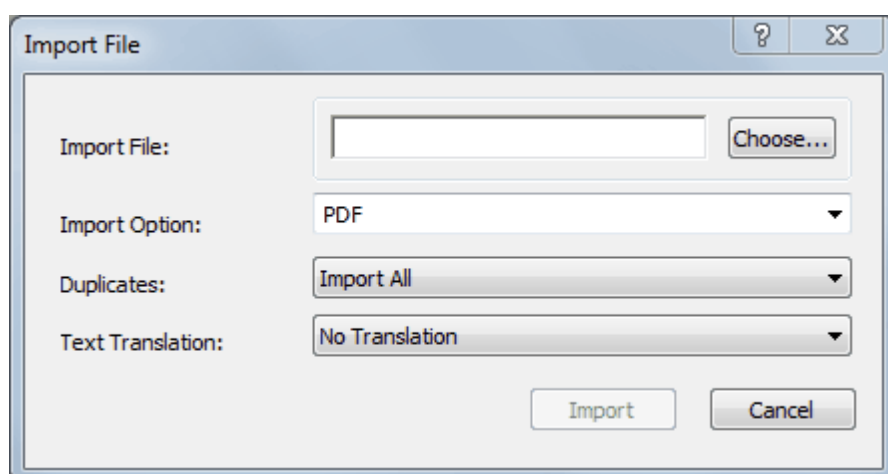 Import File
Import File: Choose...
Import Option: PDF
Duplicates: Import All
Text Translation: No Translation
Import Cancel